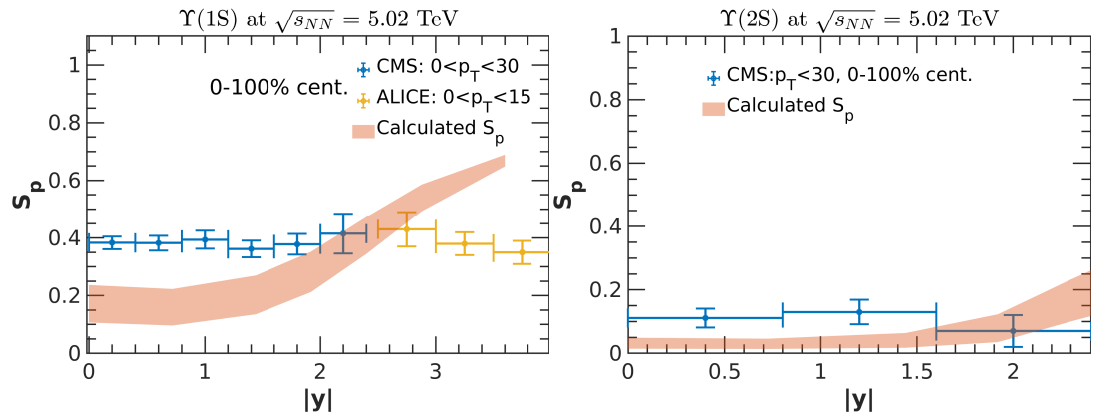 ϒ(1S) at √s_NN = 5.02 TeV
0-100% cent.
CMS: 0<p_T<30
ALICE: 0<p_T<15
Calculated S_p
1
0.8
0.6
0.4
0.2
0
S_p
0 1 2 3
|y|
ϒ(2S) at √s_NN = 5.02 TeV
CMS:p_T<30, 0-100% cent.
Calculated S_p
1
0.8
0.6
0.4
0.2
0
S_p
0 0.5 1 1.5 2
|y|